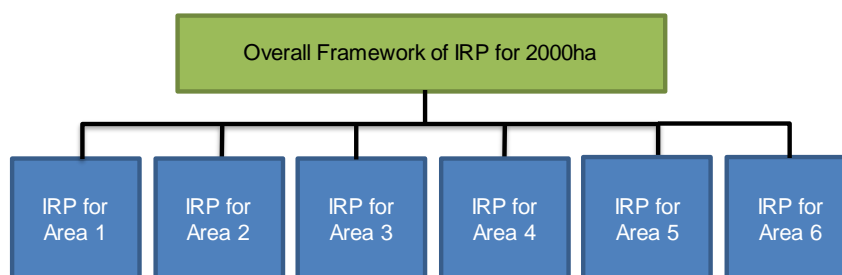 Overall Framework of IRP for 2000ha
IRP for
Area 1
IRP for
Area 2
IRP for
Area 3
IRP for
Area 4
IRP for
Area 5
IRP for
Area 6